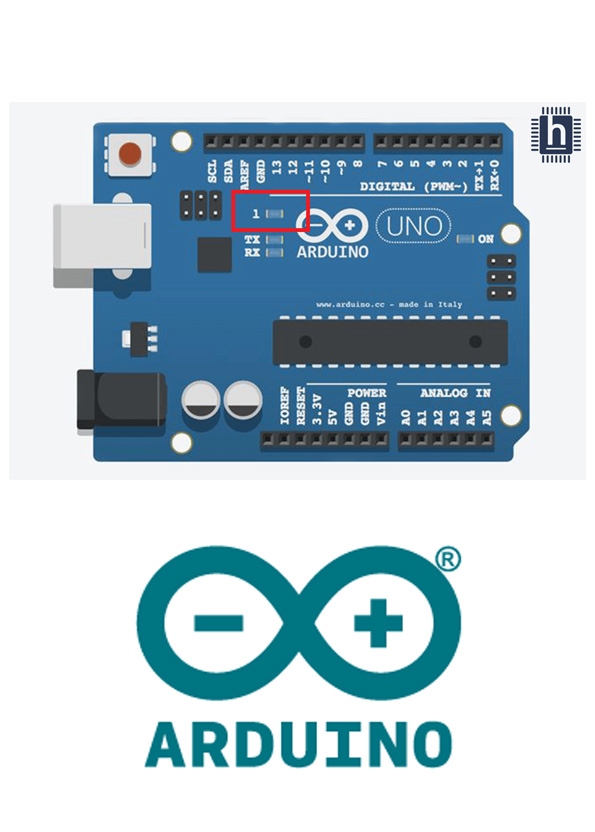 h
SCL
SDA
AREF
GND
13
12
~11
~10
~9
8
7
6
5
4
3
2
TX→1
RX←0
DIGITAL (PWM~)
1
UNO
TX
RX
ON
ARDUINO
www.arduino.cc - made in Italy
IOREF
RESET
3.3V
5V
GND
GND
Vin
POWER
ANALOG IN
A0
A1
A2
A3
A4
A5
®
ARDUINO